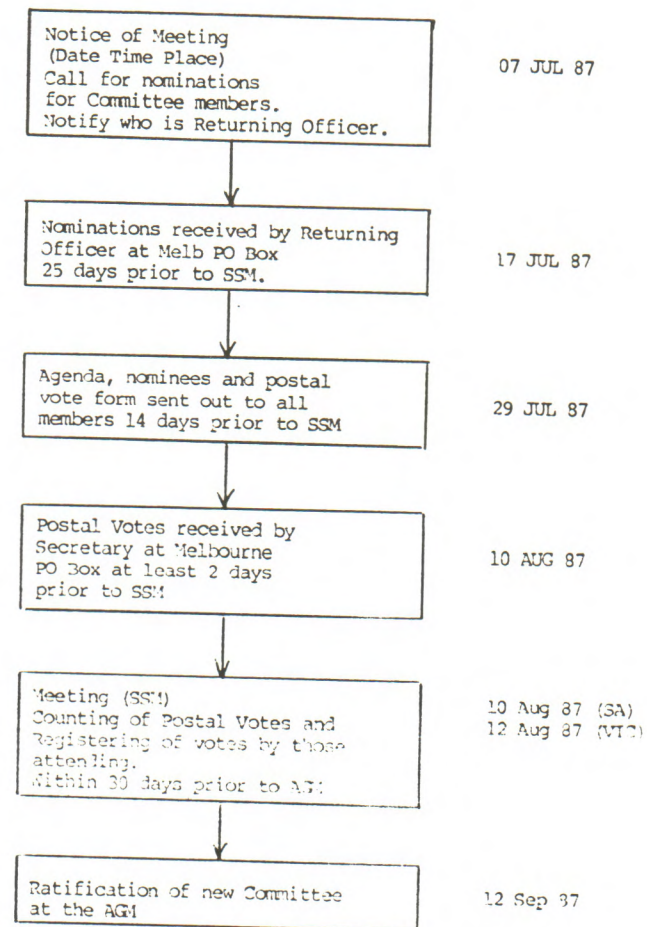 Notice of Meeting
(Date Time Place)
Call for nominations
for Committee members.
Notify who is Returning Officer.
07 JUL 87
Nominations received by Returning
Officer at Melb PO Box
25 days prior to SSM.
17 JUL 87
Agenda, nominees and postal
vote form sent out to all
members 14 days prior to SSM
29 JUL 87
Postal Votes received by
Secretary at Melbourne
PO Box at least 2 days
prior to SSM
10 AUG 87
Meeting (SSM)
Counting of Postal Votes and
Registering of votes by those
attending.
Within 30 days prior to AGM
10 Aug 87 (SA)
12 Aug 87 (VIC)
Ratification of new Committee
at the AGM
12 Sep 87